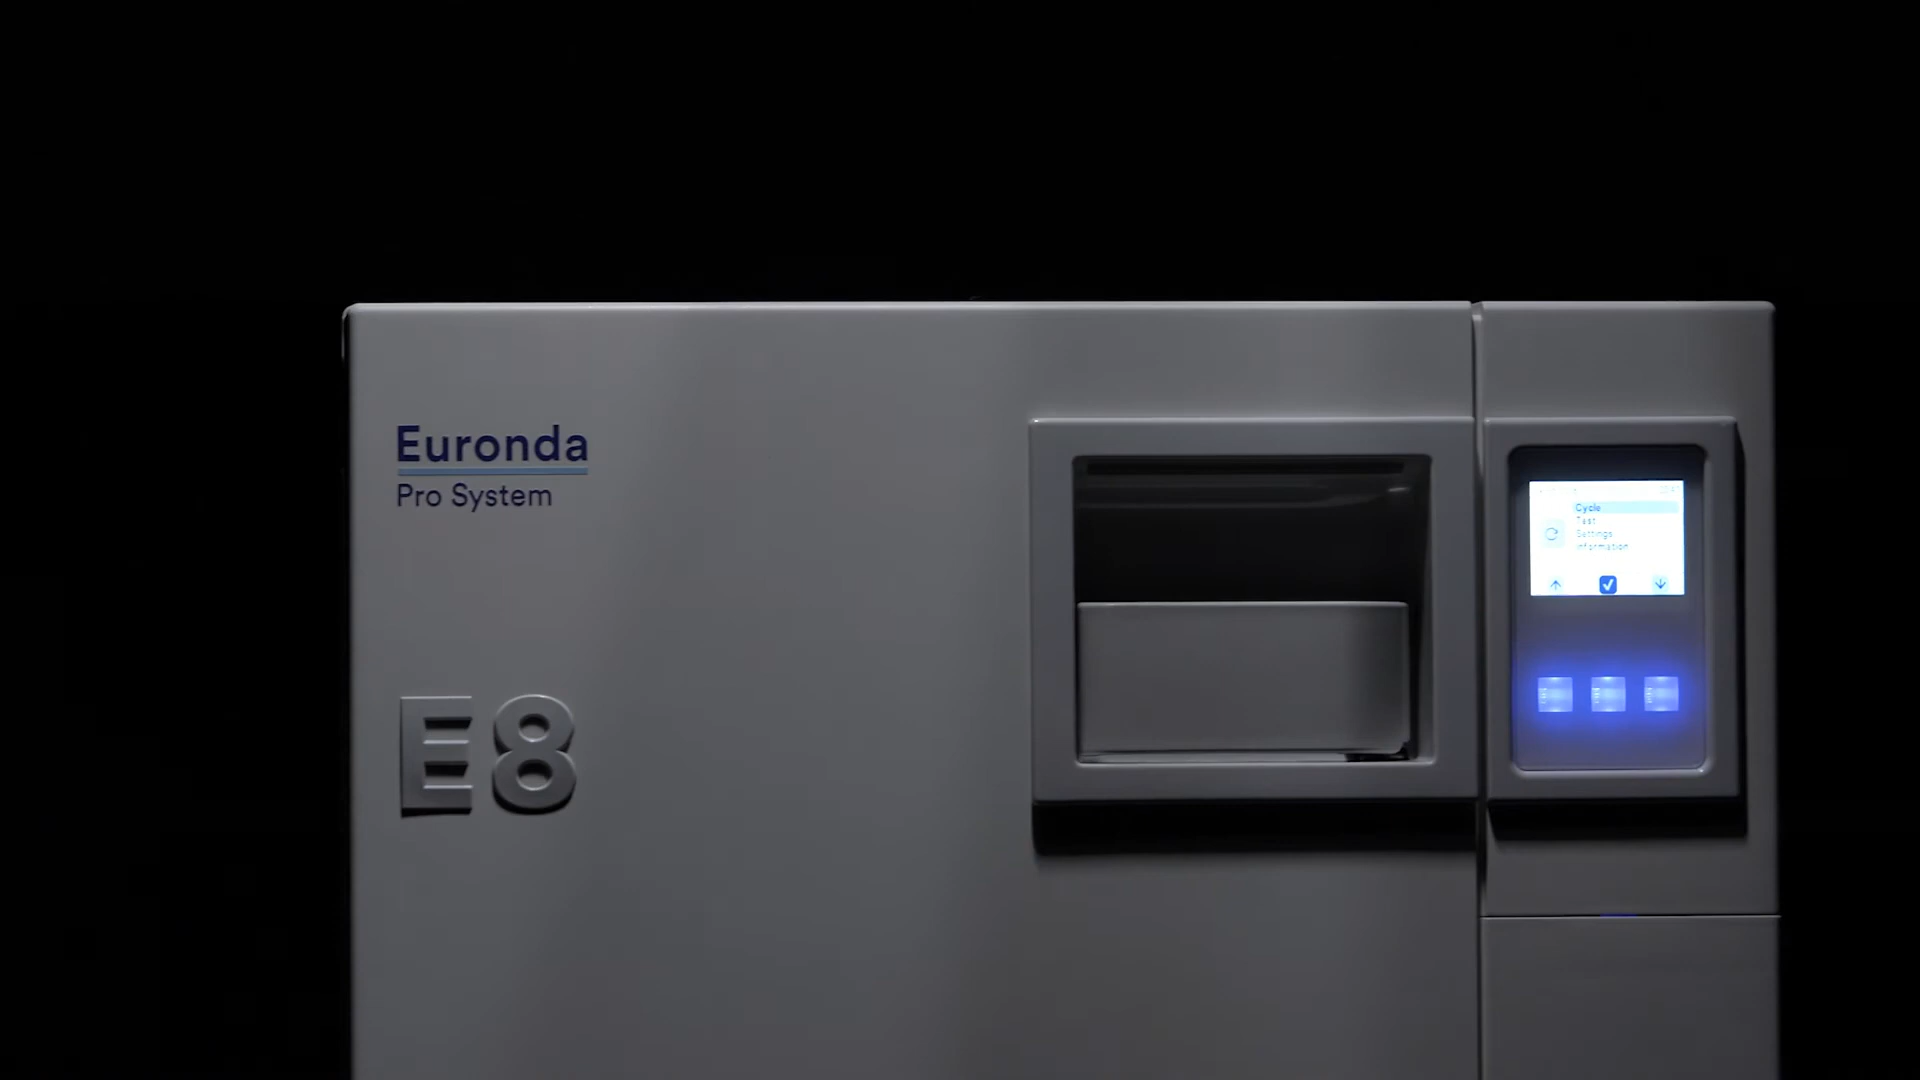 Euronda
Pro System
E8
Cycle
Test
Settings
Information